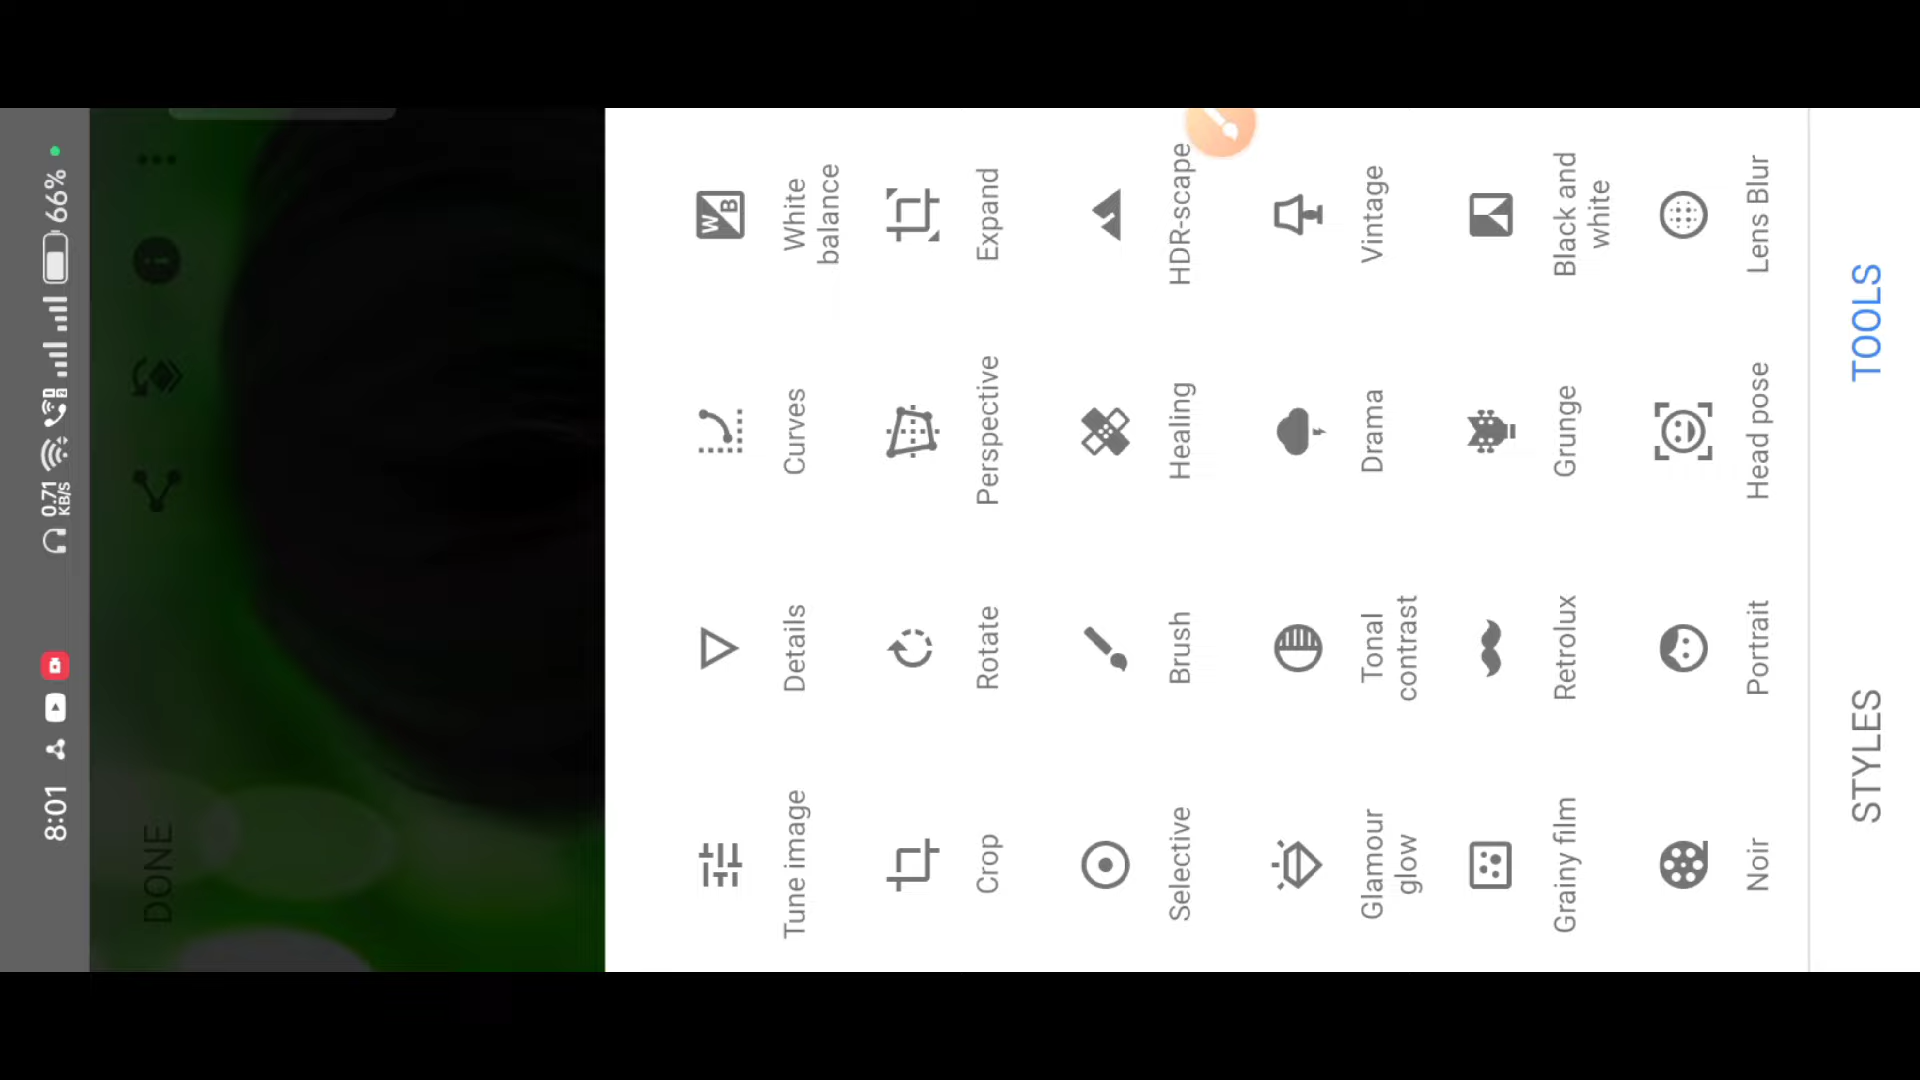 8:01
0.71
KB/S
66%
DONE
Tune image
Details
Curves
White
balance
Crop
Rotate
Perspective
Expand
Selective
Brush
Healing
HDR-scape
Glamour
glow
Tonal
contrast
Drama
Vintage
Grainy film
Retrolux
Grunge
Black and
white
Noir
Portrait
Head pose
Lens Blur
STYLES
TOOLS